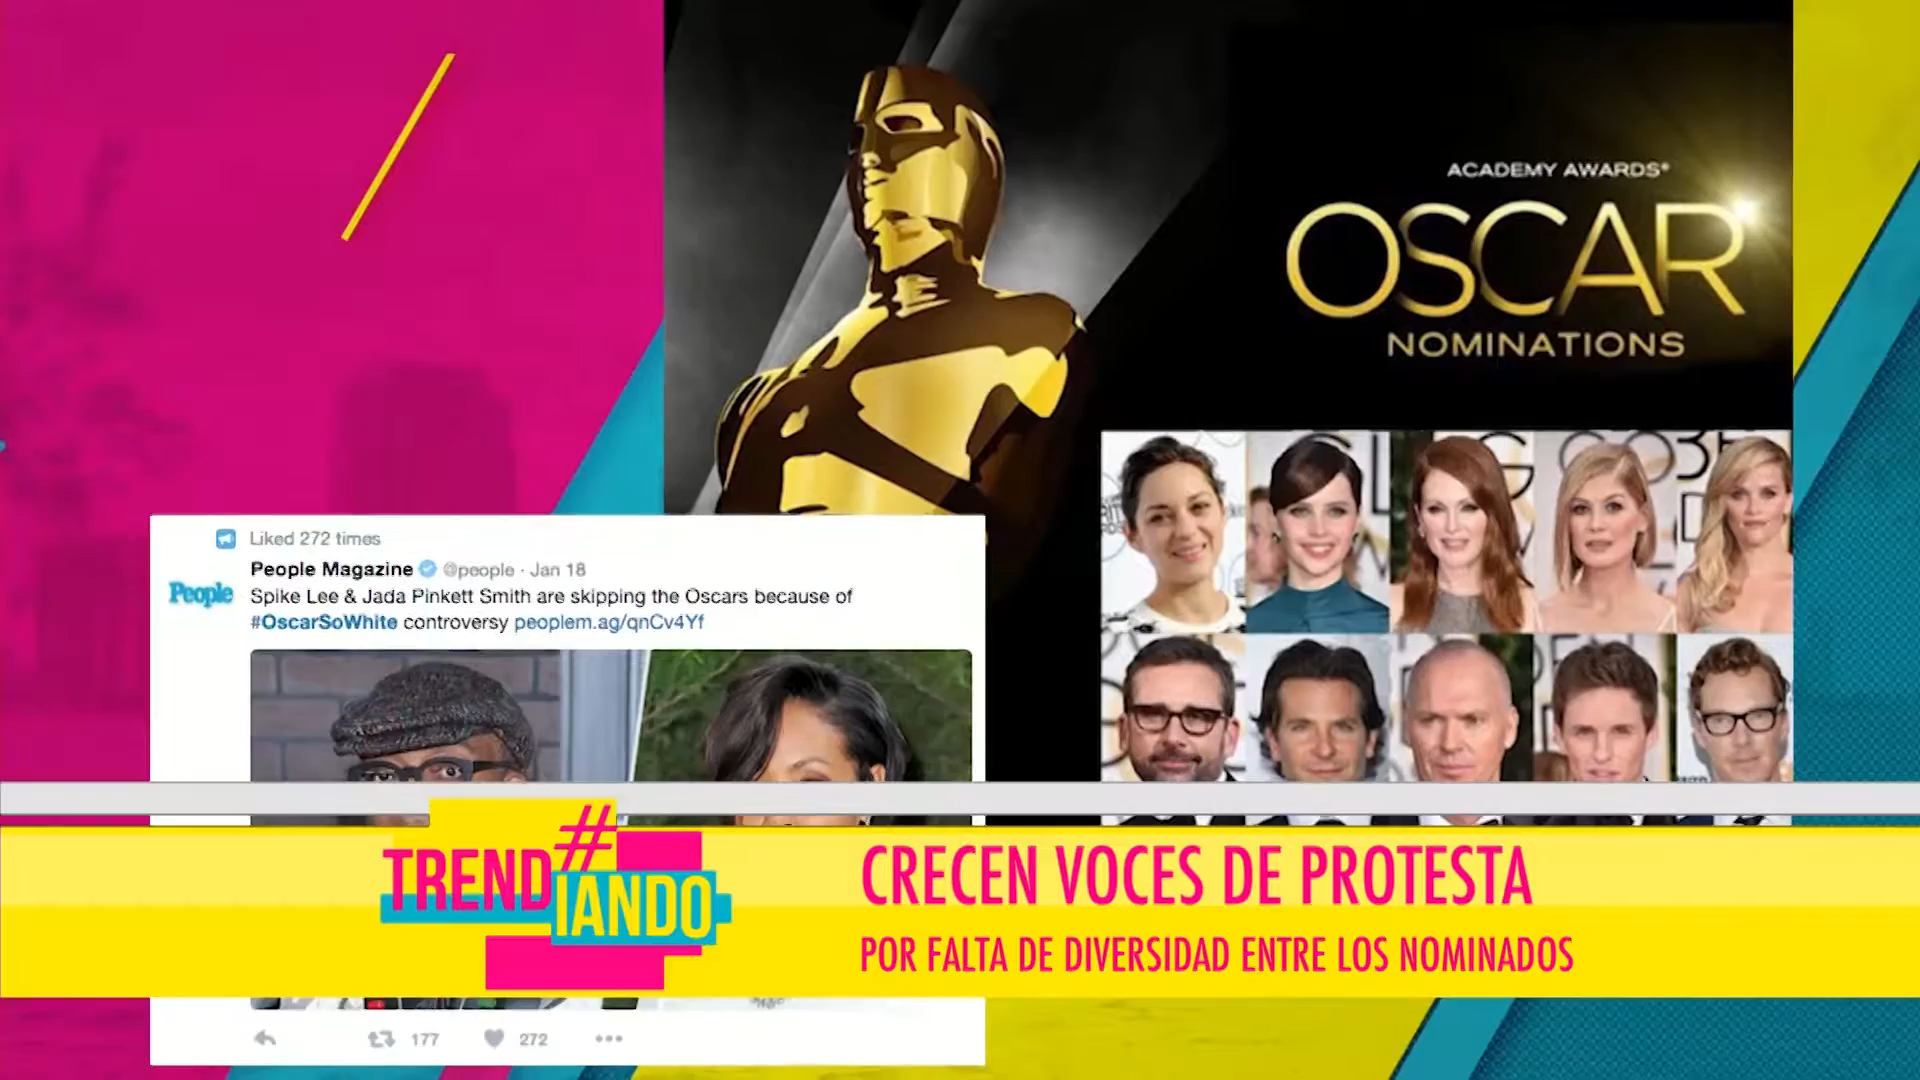 ACADEMY AWARDS®
OSCAR
NOMINATIONS
Liked 272 times
People Magazine @people · Jan 18
People
Spike Lee & Jada Pinkett Smith are skipping the Oscars because of
#OscarSoWhite controversy peoplem.ag/qnCv4Yf
#
TREND
IANDO
CRECEN VOCES DE PROTESTA
POR FALTA DE DIVERSIDAD ENTRE LOS NOMINADOS
177 272